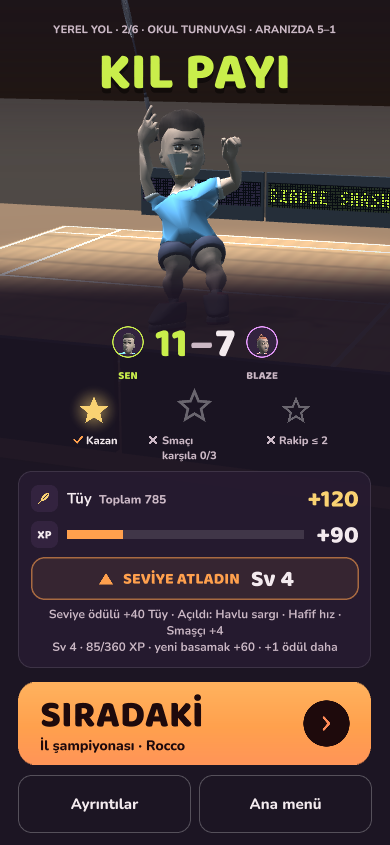 YEREL YOL · 2/6 · OKUL TURNUVASI · ARANIZDA 5–1
KIL PAYI
BIRDIE SMASH
11–7
SEN
BLAZE
Kazan
Smaçı
karşıla 0/3
Rakip ≤ 2
Tüy Toplam 785 +120
XP +90
SEVİYE ATLADIN Sv 4
Seviye ödülü +40 Tüy · Açıldı: Havlu sargı · Hafif hız ·
Smaşçı +4
Sv 4 · 85/360 XP · yeni basamak +60 · +1 ödül daha
SIRADAKİ
İl şampiyonası · Rocco
Ayrıntılar
Ana menü